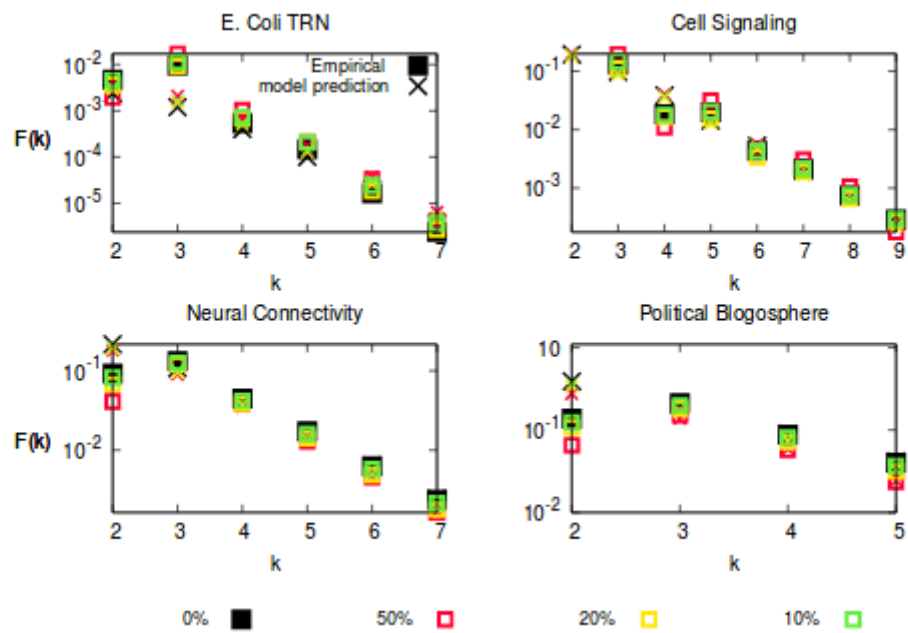 E. Coli TRN
Cell Signaling
10-2
10-3
10-4
10-5
F(k)
Empirical
model prediction
2 3 4 5 6 7
k
10-1
10-2
10-3
2 3 4 5 6 7 8 9
k
Neural Connectivity
Political Blogosphere
10-1
10-2
F(k)
2 3 4 5 6 7
k
10
10-1
10-2
2 3 4 5
k
0% 50% 20% 10%